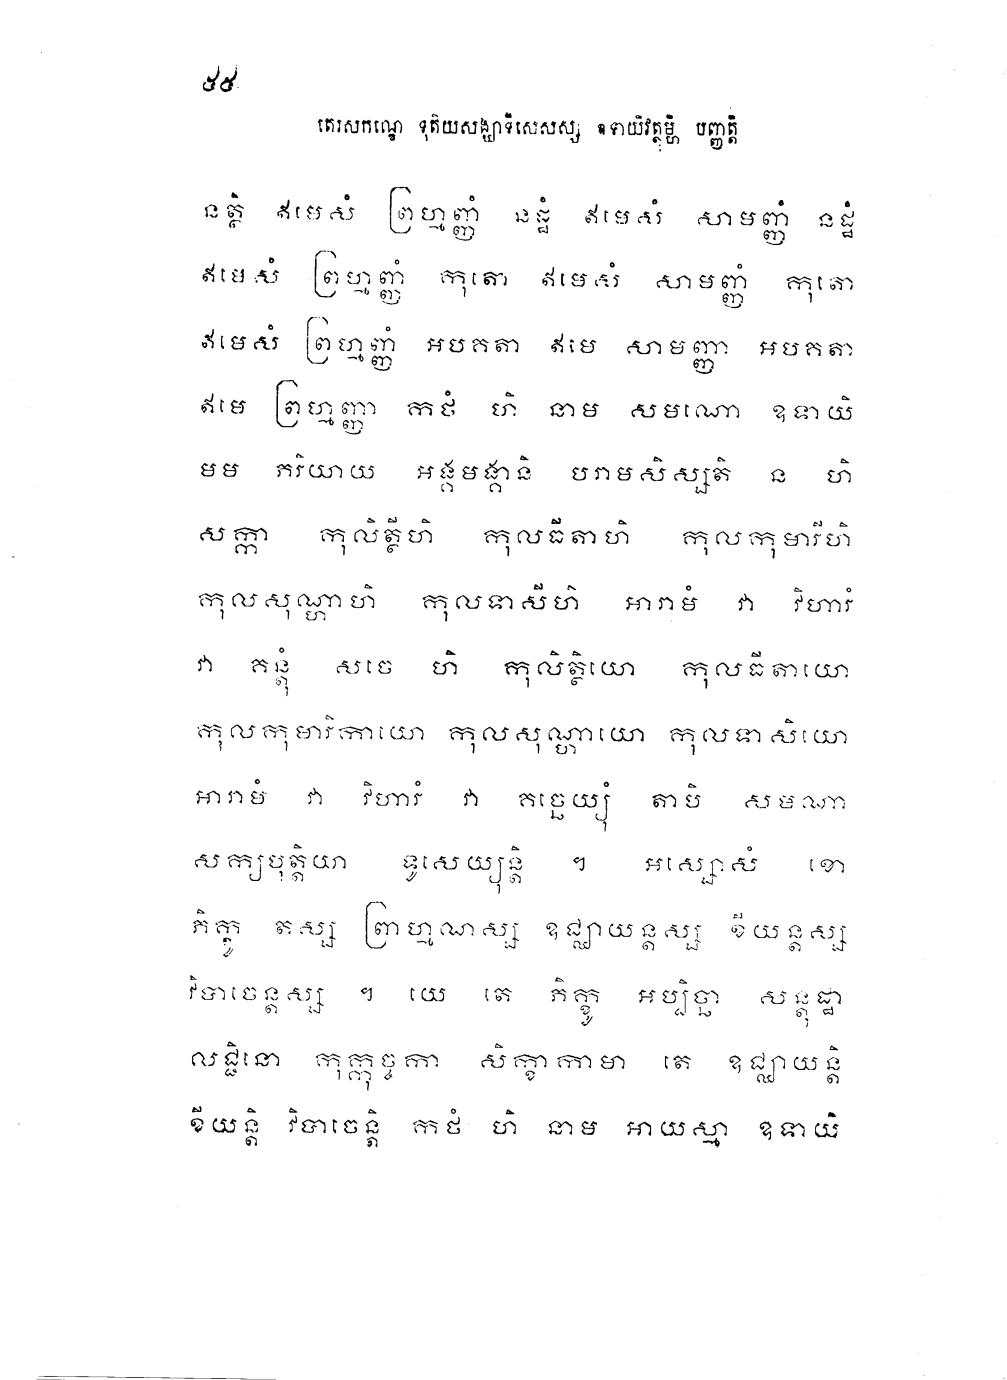 ៥៥
តេរសកណ្ឌេ ទុតិយសង្ឃាទិសេសស្ស ឧទាយិវត្ថុម្ហិ បញ្ញត្តិ
នត្ថិ ឥមេសំ ព្រហ្មញ្ញំ នដ្ឋំ ឥមេសំ សាមញ្ញំ នដ្ឋំ
ឥមេសំ ព្រហ្មញ្ញំ កុតោ ឥមេសំ សាមញ្ញំ កុតោ
ឥមេសំ ព្រហ្មញ្ញំ អបគតា ឥមេ សាមញ្ញា អបគតា
ឥមេ ព្រហ្មញ្ញា កថំ ហិ នាម សមណោ ឧទាយិ
មម ភរិយាយ អង្គមង្គានិ បរាមសិស្សតិ ន ហិ
សក្កា កុលិត្ថីហិ កុលធីតាហិ កុលកុមារីហិ
កុលសុណ្ហាហិ កុលទាសីហិ អារាមំ វា វិហារំ
វា គន្តុំ សចេ ហិ កុលិត្ថិយោ កុលធីតាយោ
កុលកុមារិកាយោ កុលសុណ្ហាយោ កុលទាសិយោ
អារាមំ វា វិហារំ វា គច្ឆេយ្យុំ តាបិ សមណា
សក្យបុត្តិយា ទូសេយ្យុន្តិ ។ អស្សោសុំ ខោ
ភិក្ខូ តស្ស ព្រាហ្មណស្ស ឧជ្ឈាយន្តស្ស ខីយន្តស្ស
វិបាចេន្តស្ស ។ យេ តេ ភិក្ខូ អប្បិច្ឆា សន្តុដ្ឋា
លជ្ជិនោ កុក្កុច្ចកា សិក្ខាកាមា តេ ឧជ្ឈាយន្តិ
ខីយន្តិ វិបាចេន្តិ កថំ ហិ នាម អាយស្មា ឧទាយិ